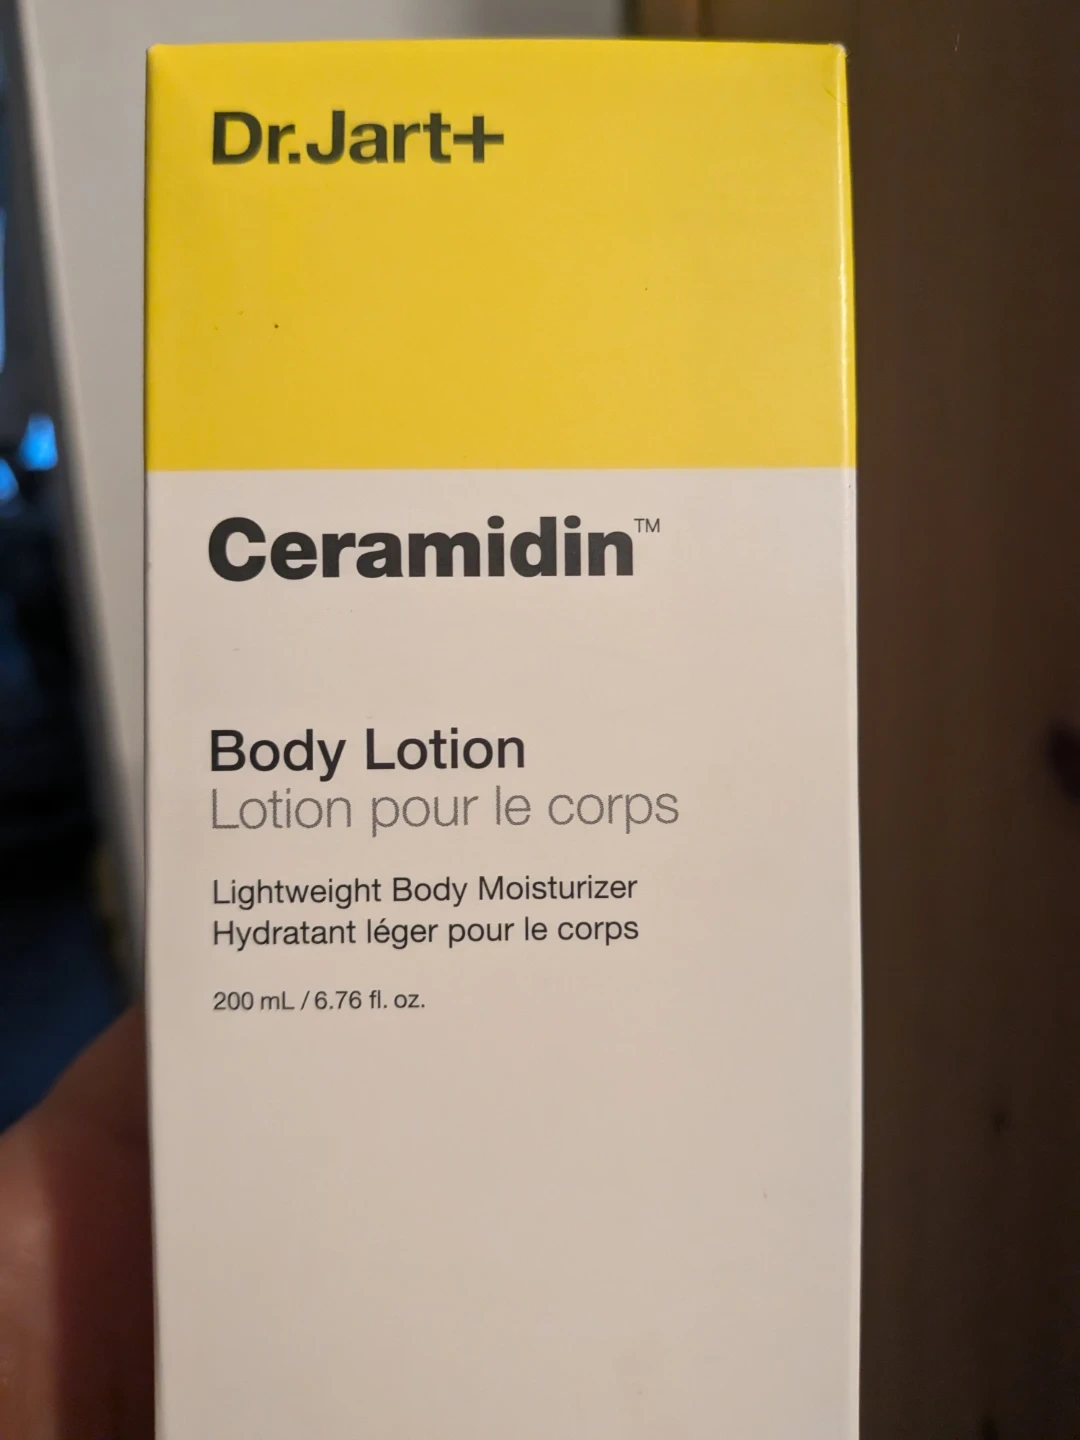 Dr.Jart+
Ceramidin™
Body Lotion
Lotion pour le corps
Lightweight Body Moisturizer
Hydratant léger pour le corps
200 mL / 6.76 fl. oz.